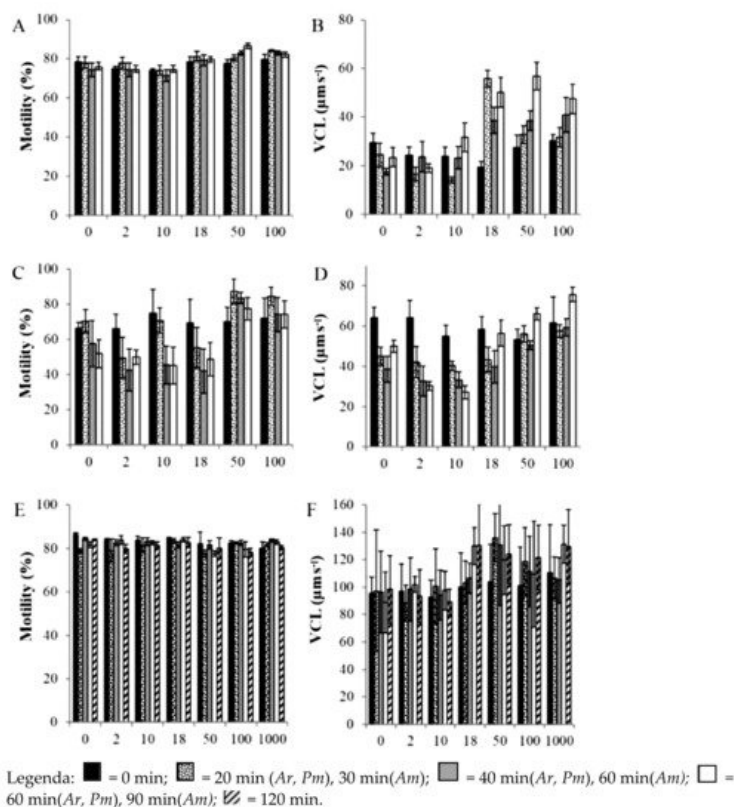 A
Motility (%)
100
80
60
40
20
0
0 2 10 18 50 100
B
VCL (µm s⁻¹)
80
60
40
20
0
0 2 10 18 50 100
C
Motility (%)
100
80
60
40
20
0
0 2 10 18 50 100
D
VCL (µm s⁻¹)
80
60
40
20
0
0 2 10 18 50 100
E
Motility (%)
100
80
60
40
20
0
0 2 10 18 50 100 1000
F
VCL (µm s⁻¹)
160
140
120
100
80
60
40
20
0
0 2 10 18 50 100 1000
Legenda: = 0 min; = 20 min (Ar, Pm), 30 min(Am); = 40 min(Ar, Pm), 60 min(Am); =
60 min(Ar, Pm), 90 min(Am); = 120 min.